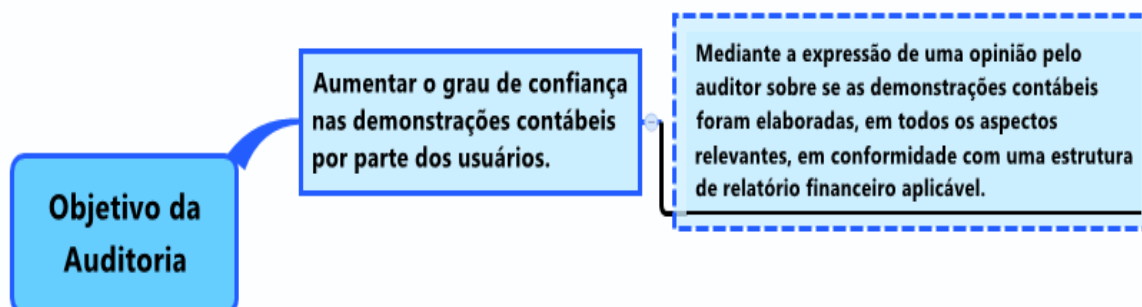 Objetivo da
Auditoria
Aumentar o grau de confiança
nas demonstrações contábeis
por parte dos usuários.
Mediante a expressão de uma opinião pelo
auditor sobre se as demonstrações contábeis
foram elaboradas, em todos os aspectos
relevantes, em conformidade com uma estrutura
de relatório financeiro aplicável.